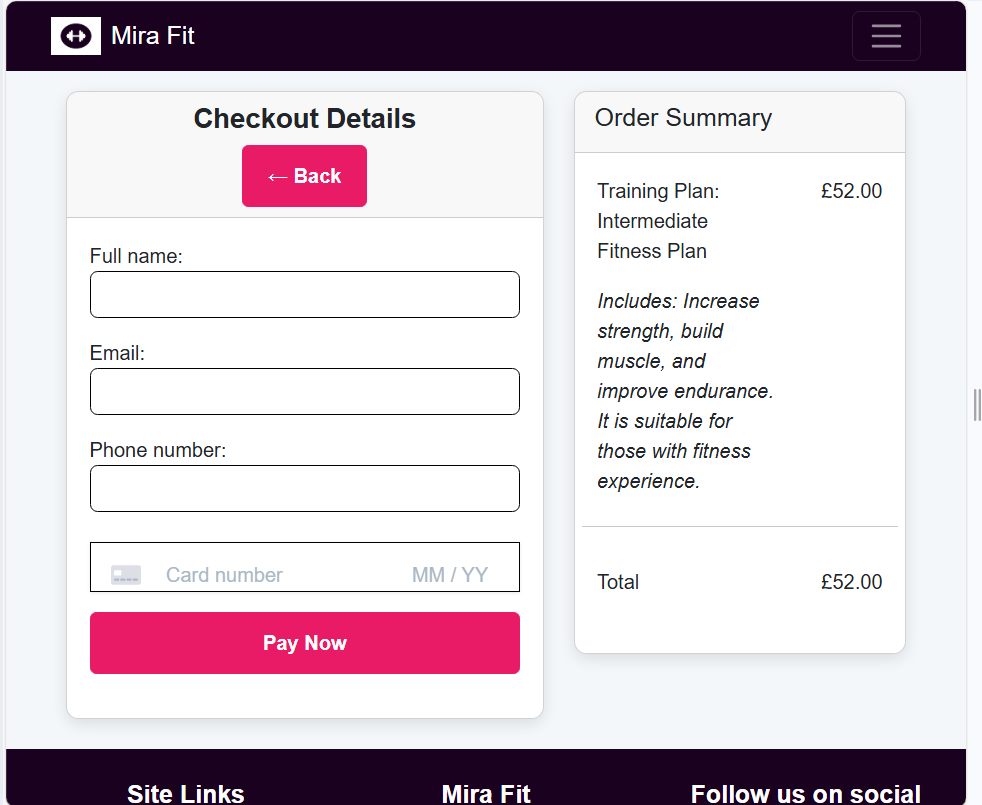 Mira Fit
Checkout Details
← Back
Full name:
Email:
Phone number:
Card number MM / YY
Pay Now
Order Summary
Training Plan: £52.00
Intermediate
Fitness Plan
Includes: Increase
strength, build
muscle, and
improve endurance.
It is suitable for
those with fitness
experience.
Total £52.00
Site Links
Mira Fit
Follow us on social